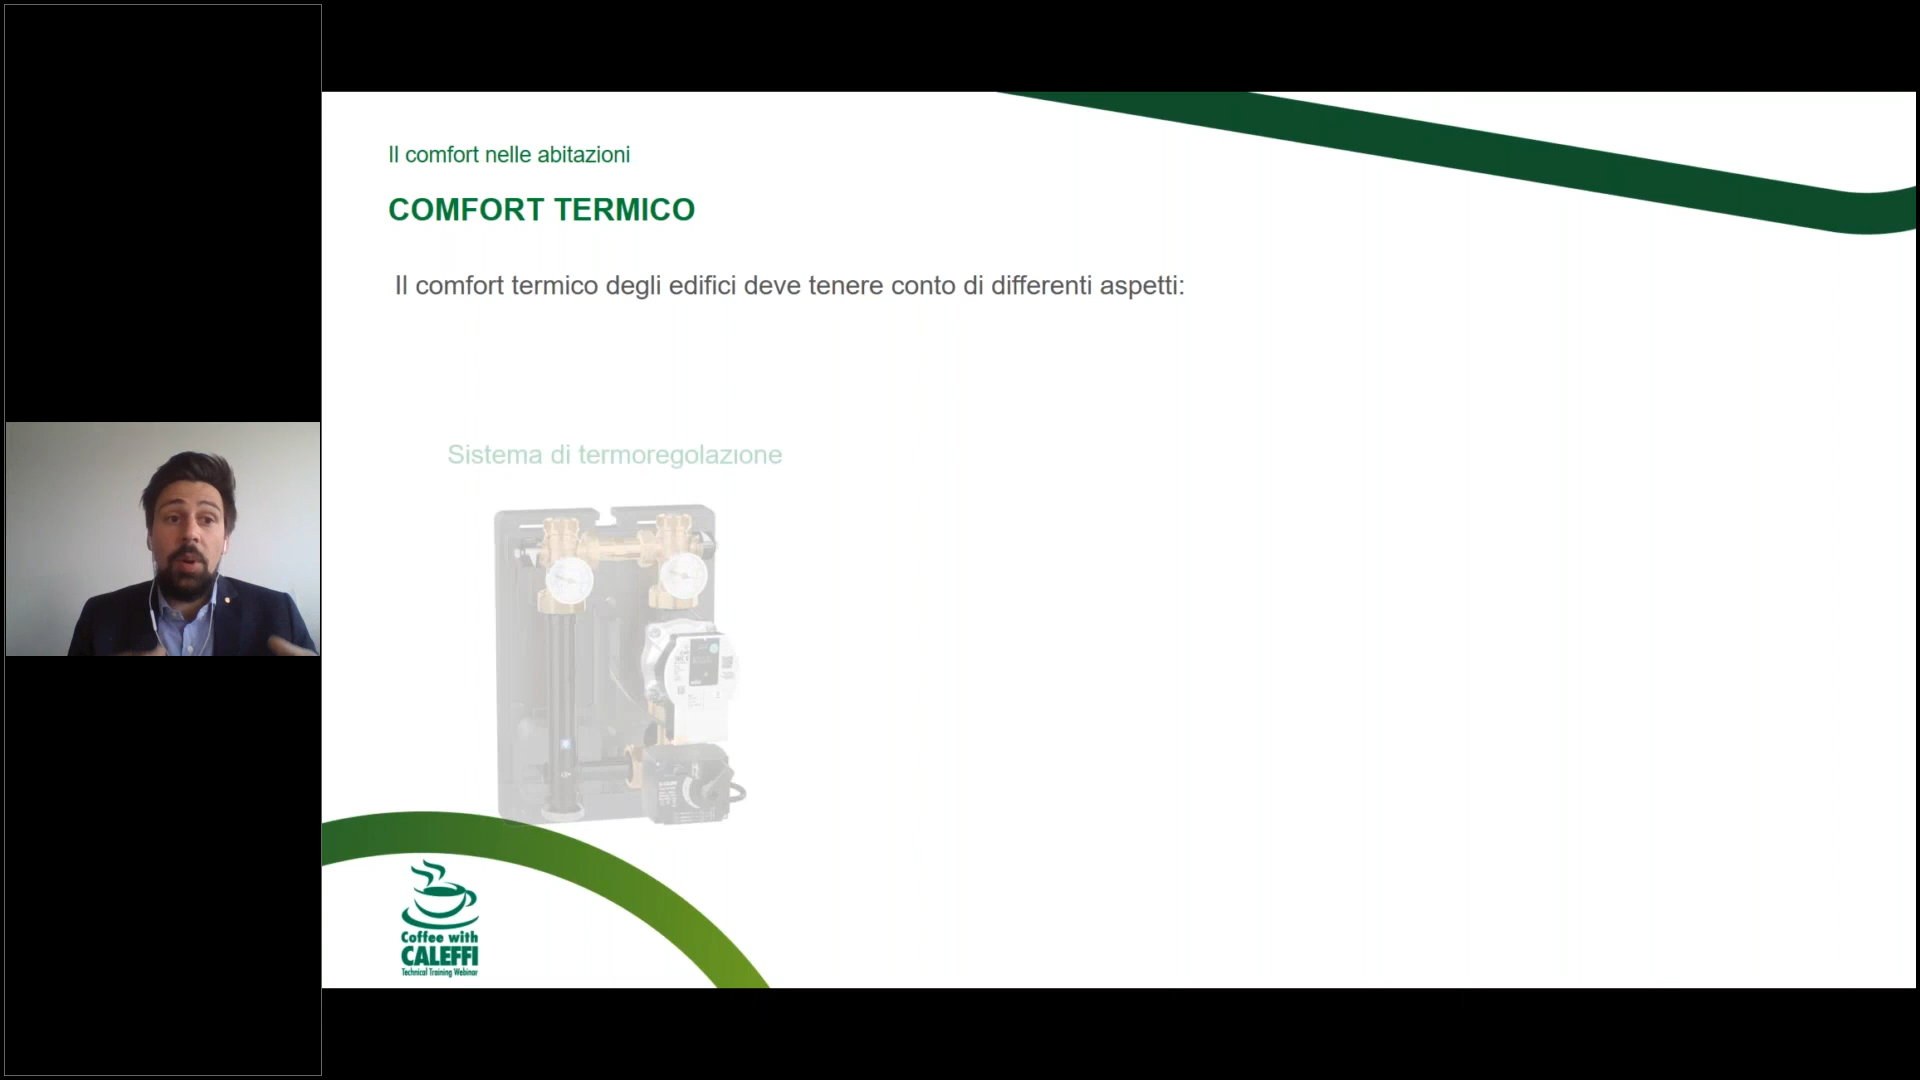 Il comfort nelle abitazioni
COMFORT TERMICO
Il comfort termico degli edifici deve tenere conto di differenti aspetti:
Sistema di termoregolazione
Coffee with
CALEFFI
Technical Training Webinar